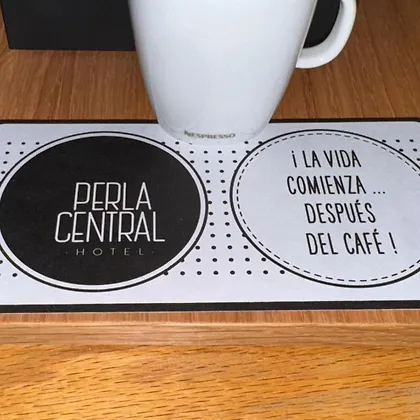 NESPRESSO
PERLA
CENTRAL
· HOTEL ·
¡ LA VIDA
COMIENZA ...
DESPUÉS
DEL CAFÉ !